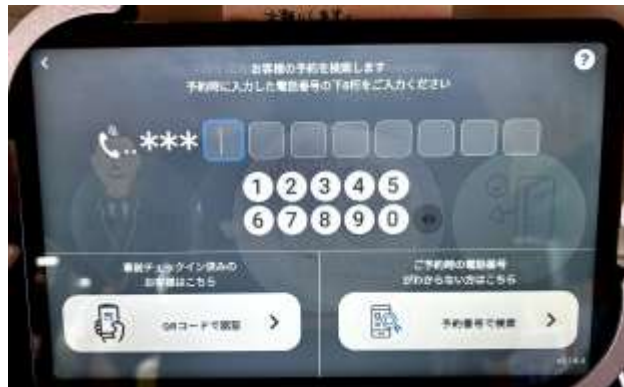 お客様の予約を検索します
予約時に入力した電話番号の下8桁をご入力ください
?
***
1 2 3 4 5
6 7 8 9 0
事前チェックイン済みの
お客様はこちら
QRコードで認証
ご予約時の電話番号
がわからない方はこちら
予約番号で検索